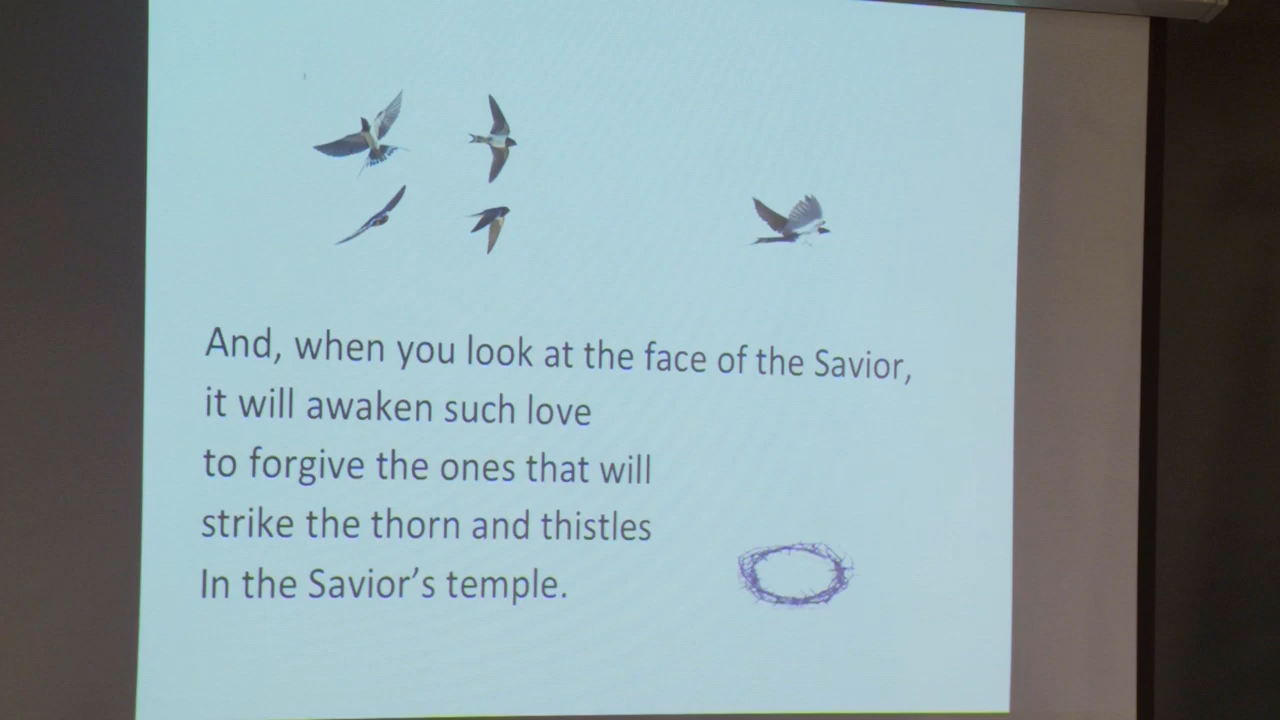 And, when you look at the face of the Savior,
it will awaken such love
to forgive the ones that will
strike the thorn and thistles
In the Savior’s temple.